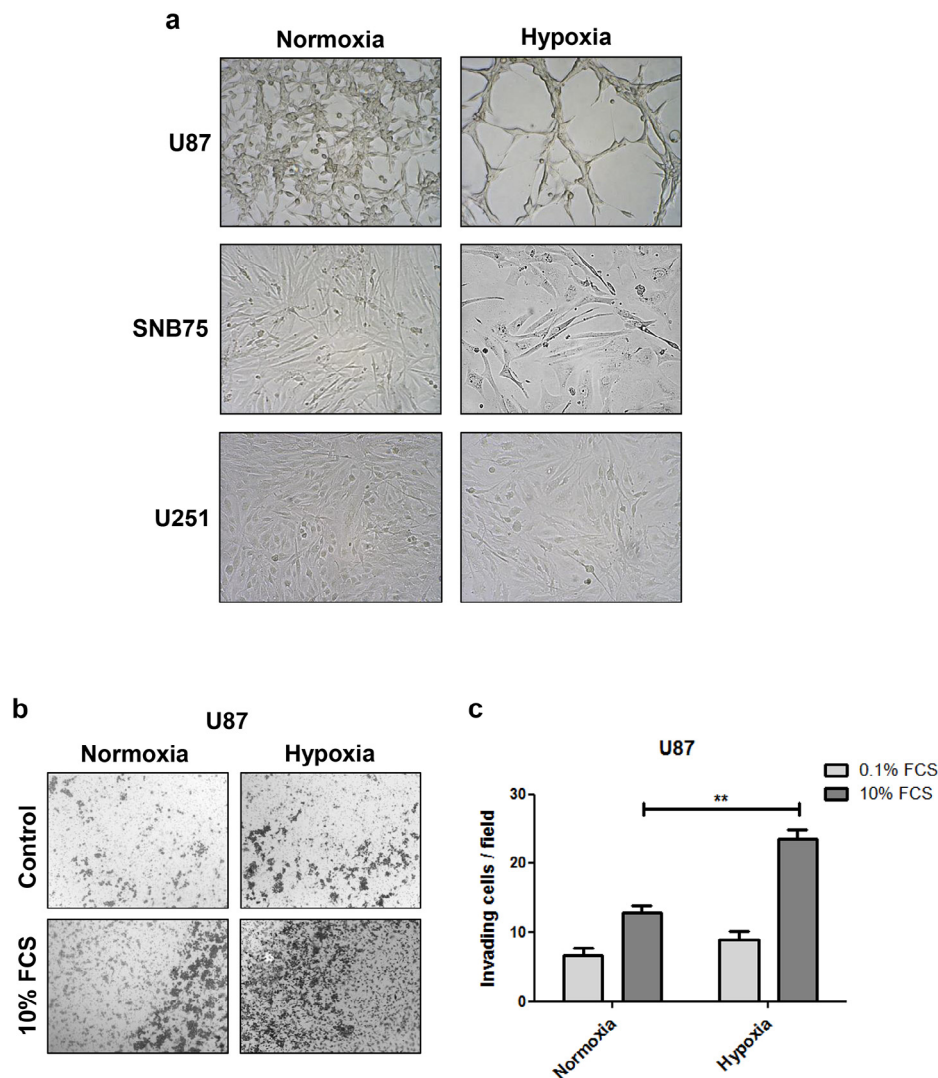 a
Normoxia Hypoxia
U87
SNB75
U251
b
U87
Normoxia Hypoxia
Control
10% FCS
c
U87
0.1% FCS
10% FCS
**
Invading cells / field
30
20
10
0
Normoxia
Hypoxia